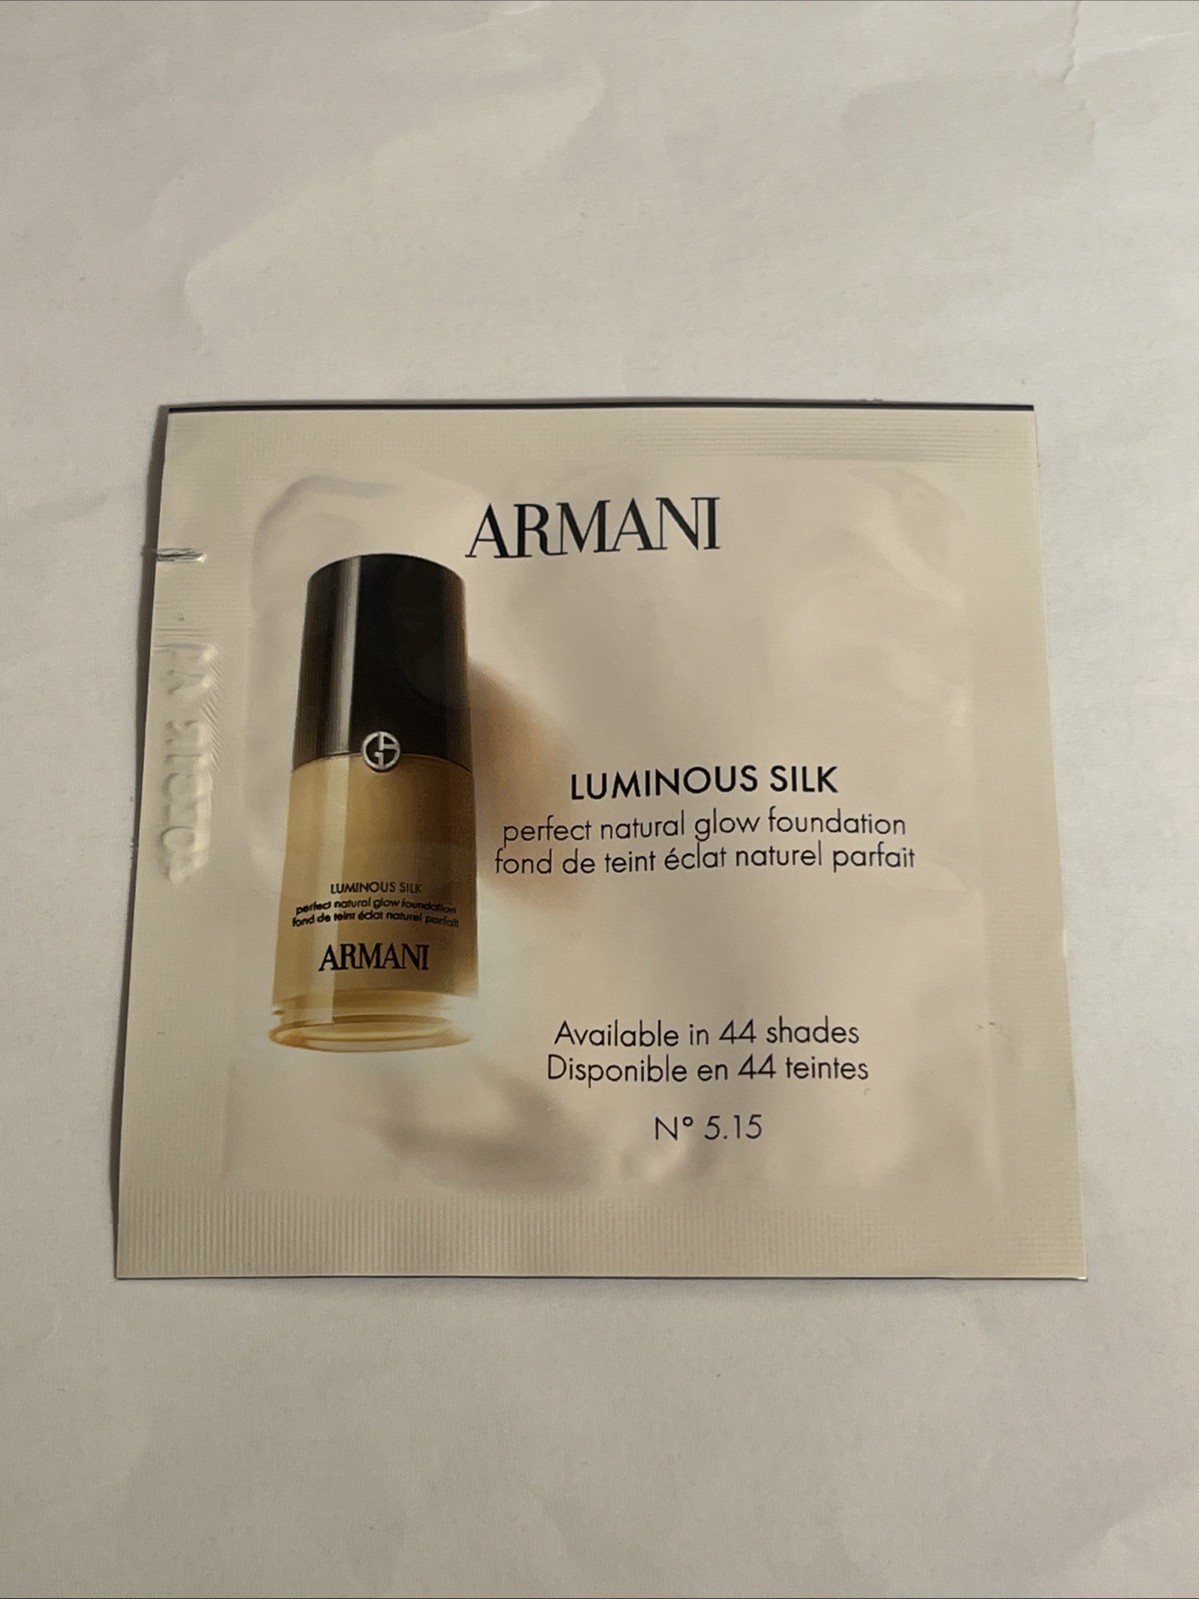 ARMANI
LUMINOUS SILK
perfect natural glow foundation
fond de teint éclat naturel parfait
LUMINOUS SILK
perfect natural glow foundation
fond de teint éclat naturel parfait
ARMANI
Available in 44 shades
Disponible en 44 teintes
N° 5.15